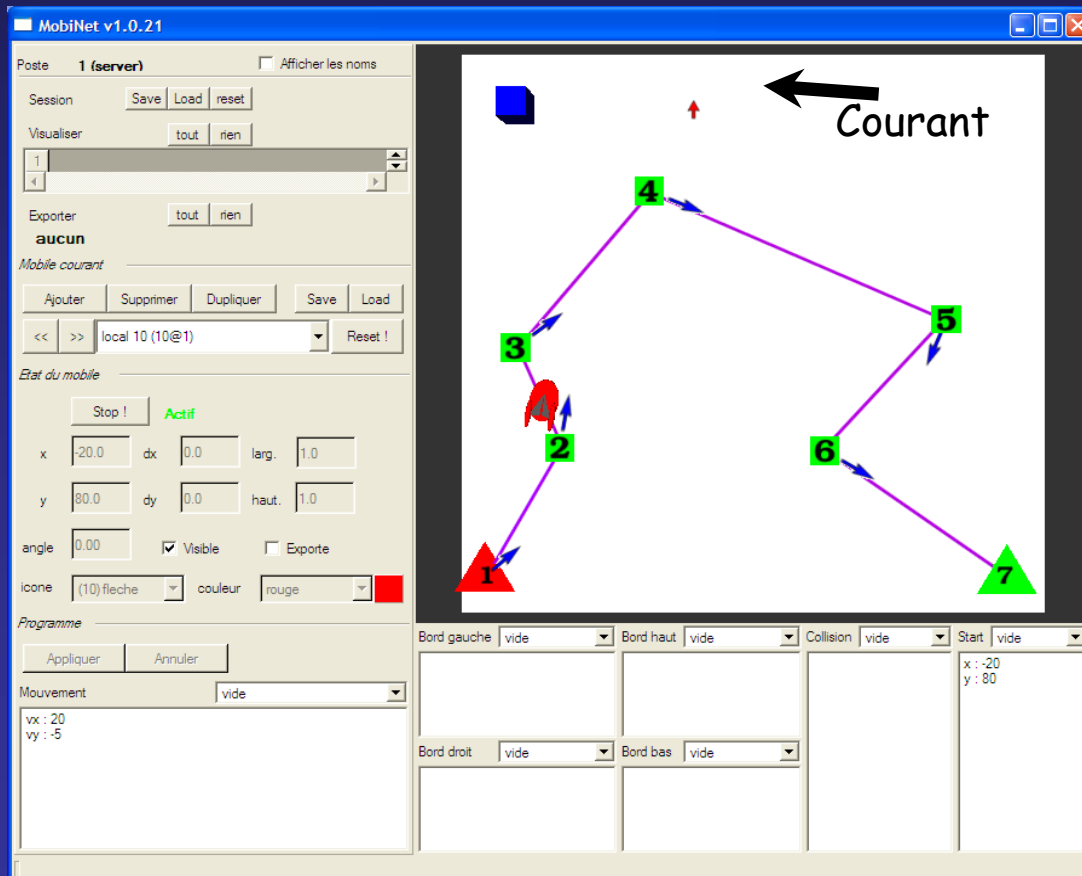 MobiNet v1.0.21
Poste 1 (server) Afficher les noms
Session Save Load reset
Visualiser tout rien
1
Exporter tout rien
aucun
Mobile courant
Ajouter Supprimer Dupliquer Save Load
<< >> local 10 (10@1) Reset !
Etat du mobile
Stop ! Actif
x -20.0 dx 0.0 larg. 1.0
y 80.0 dy 0.0 haut. 1.0
angle 0.00 Visible Exporte
icone (10) fleche couleur rouge
Programme
Appliquer Annuler
Mouvement vide
vx : 20
vy : -5
Courant
4
5
3
2
6
1
7
Bord gauche vide Bord haut vide Collision vide Start vide
x : -20
y : 80
Bord droit vide Bord bas vide